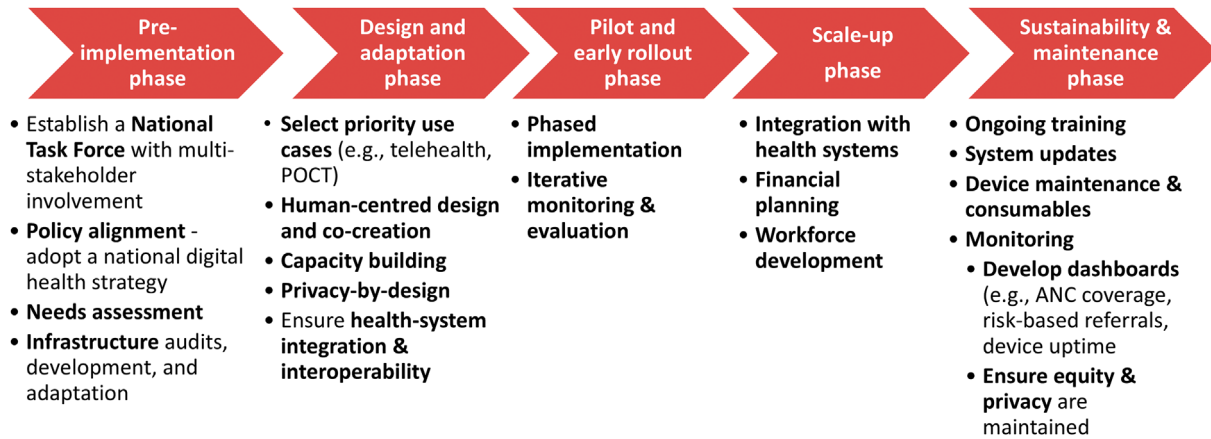 Pre-
implementation
phase
• Establish a National
Task Force with multi-
stakeholder
involvement
• Policy alignment -
adopt a national digital
health strategy
• Needs assessment
• Infrastructure audits,
development, and
adaptation
Design and
adaptation
phase
• Select priority use
cases (e.g., telehealth,
POCT)
• Human-centred design
and co-creation
• Capacity building
• Privacy-by-design
• Ensure health-system
integration &
interoperability
Pilot and
early rollout
phase
• Phased
implementation
• Iterative
monitoring &
evaluation
Scale-up
phase
• Integration with
health systems
• Financial
planning
• Workforce
development
Sustainability &
maintenance
phase
• Ongoing training
• System updates
• Device maintenance &
consumables
• Monitoring
• Develop dashboards
(e.g., ANC coverage,
risk-based referrals,
device uptime
• Ensure equity &
privacy are
maintained